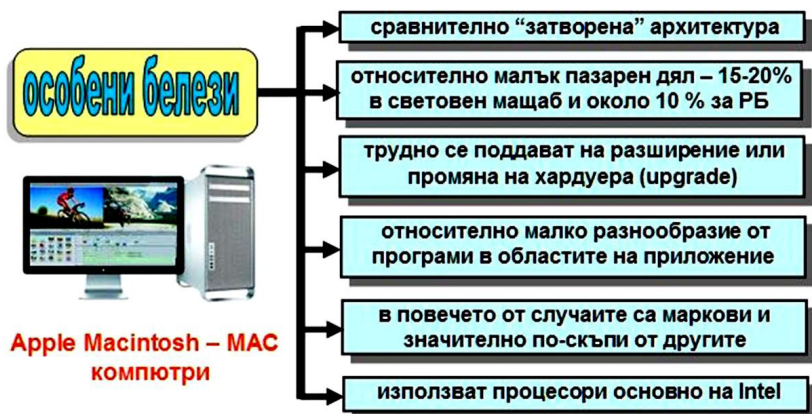 особени белези
Apple Macintosh – MAC
компютри
сравнително “затворена” архитектура
относително малък пазарен дял – 15-20%
в световен мащаб и около 10 % за РБ
трудно се поддават на разширение или
промяна на хардуера (upgrade)
относително малко разнообразие от
програми в областите на приложение
в повечето от случаите са маркови и
значително по-скъпи от другите
използват процесори основно на Intel